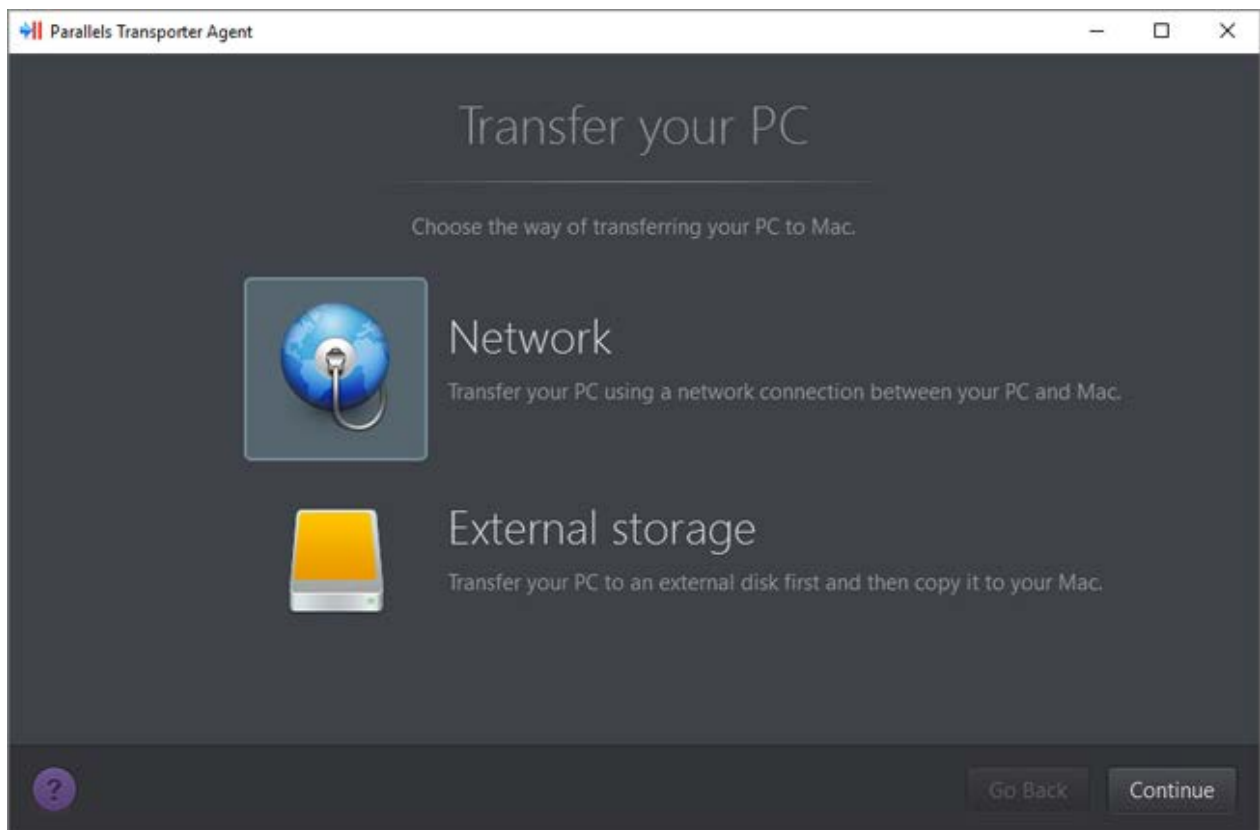 Parallels Transporter Agent
Transfer your PC
Choose the way of transferring your PC to Mac.
Network
Transfer your PC using a network connection between your PC and Mac.
External storage
Transfer your PC to an external disk first and then copy it to your Mac.
?
Go Back
Continue